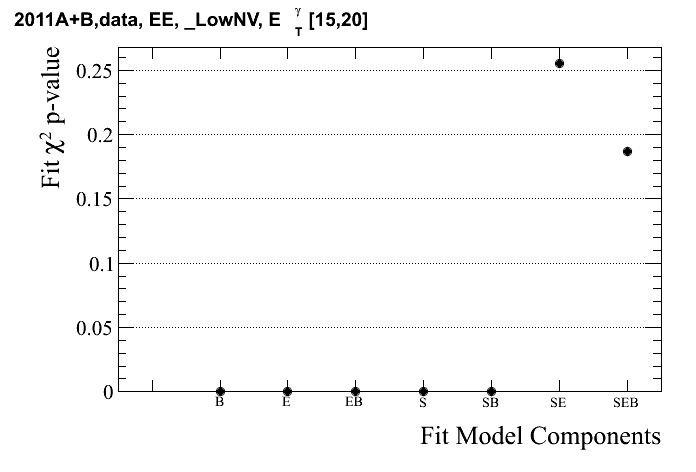 2011A+B,data, EE, _LowNV, E γ T [15,20]
Fit χ² p-value
0.25
0.2
0.15
0.1
0.05
0
B E EB S SB SE SEB
Fit Model Components